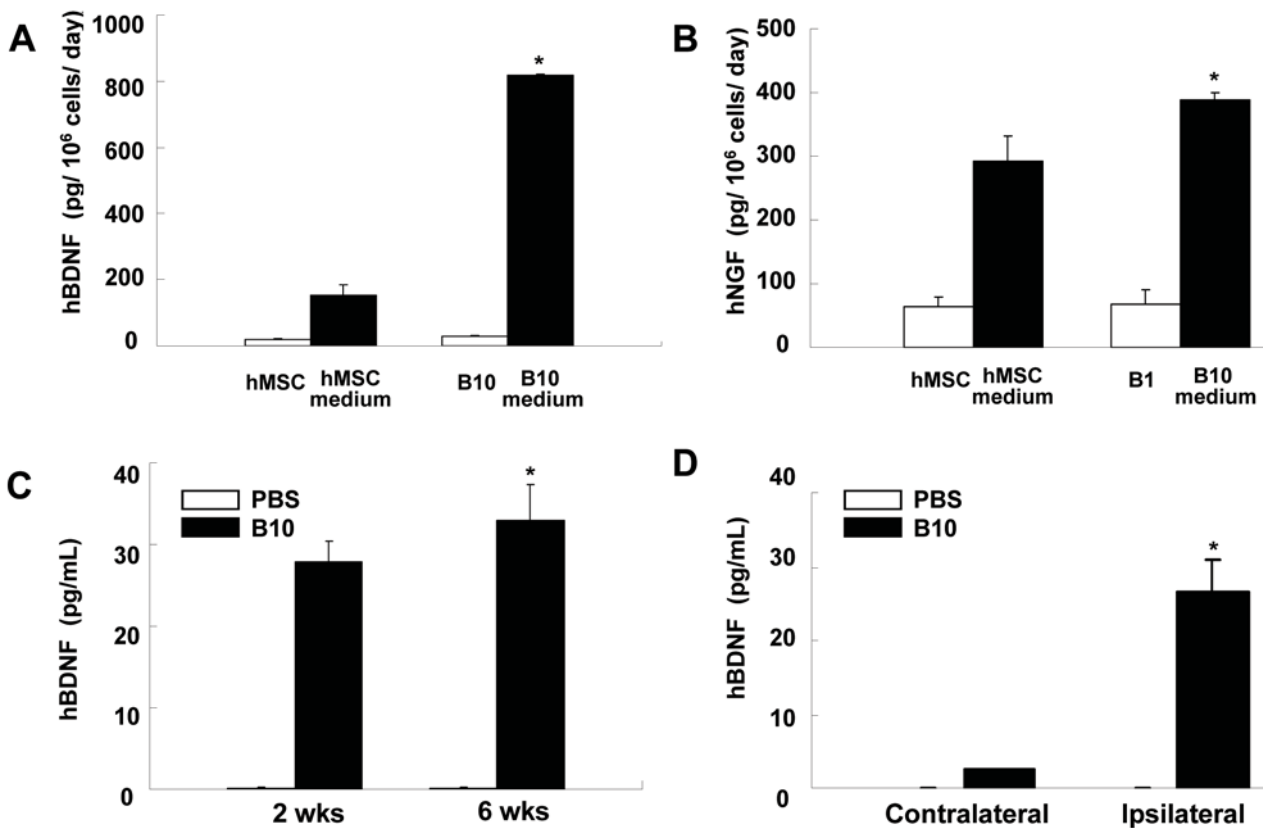 A
hBDNF (pg/ 10⁶ cells/ day)
1000
800
600
400
200
0
hMSC
hMSC
medium
B10
B10
medium
*
B
hNGF (pg/ 10⁶ cells/ day)
500
400
300
200
100
0
hMSC
hMSC
medium
B1
B10
medium
*
C
hBDNF (pg/mL)
40
30
20
10
0
PBS
B10
*
2 wks
6 wks
D
hBDNF (pg/mL)
40
30
20
10
0
PBS
B10
*
Contralateral
Ipsilateral